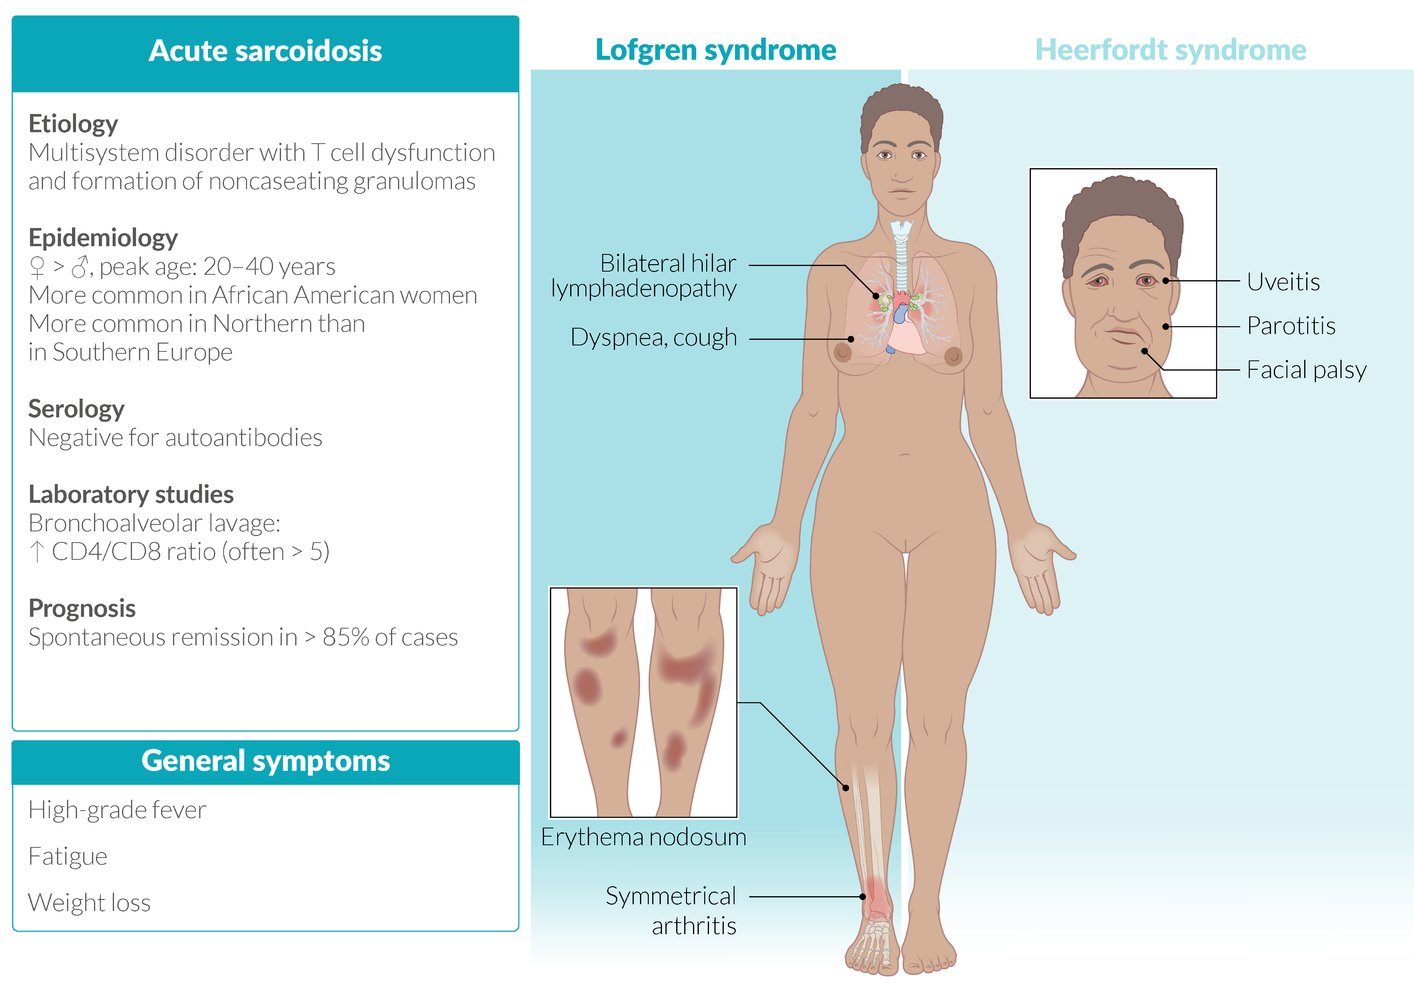 Acute sarcoidosis
Etiology
Multisystem disorder with T cell dysfunction
and formation of noncaseating granulomas
Epidemiology
♀ > ♂, peak age: 20–40 years
More common in African American women
More common in Northern than
in Southern Europe
Serology
Negative for autoantibodies
Laboratory studies
Bronchoalveolar lavage:
↑ CD4/CD8 ratio (often > 5)
Prognosis
Spontaneous remission in > 85% of cases
General symptoms
High-grade fever
Fatigue
Weight loss
Lofgren syndrome
Bilateral hilar
lymphadenopathy
Dyspnea, cough
Erythema nodosum
Symmetrical
arthritis
Heerfordt syndrome
Uveitis
Parotitis
Facial palsy